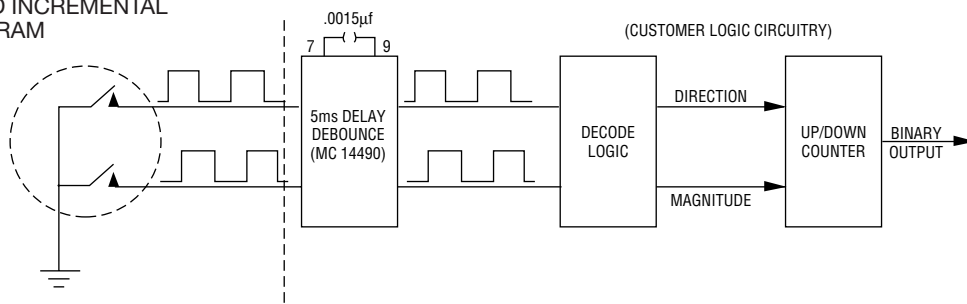 INCREMENTAL
.0015µf
7
9
(CUSTOMER LOGIC CIRCUITRY)
5ms DELAY
DEBOUNCE
(MC 14490)
DECODE
LOGIC
DIRECTION
MAGNITUDE
UP/DOWN
COUNTER
BINARY
OUTPUT